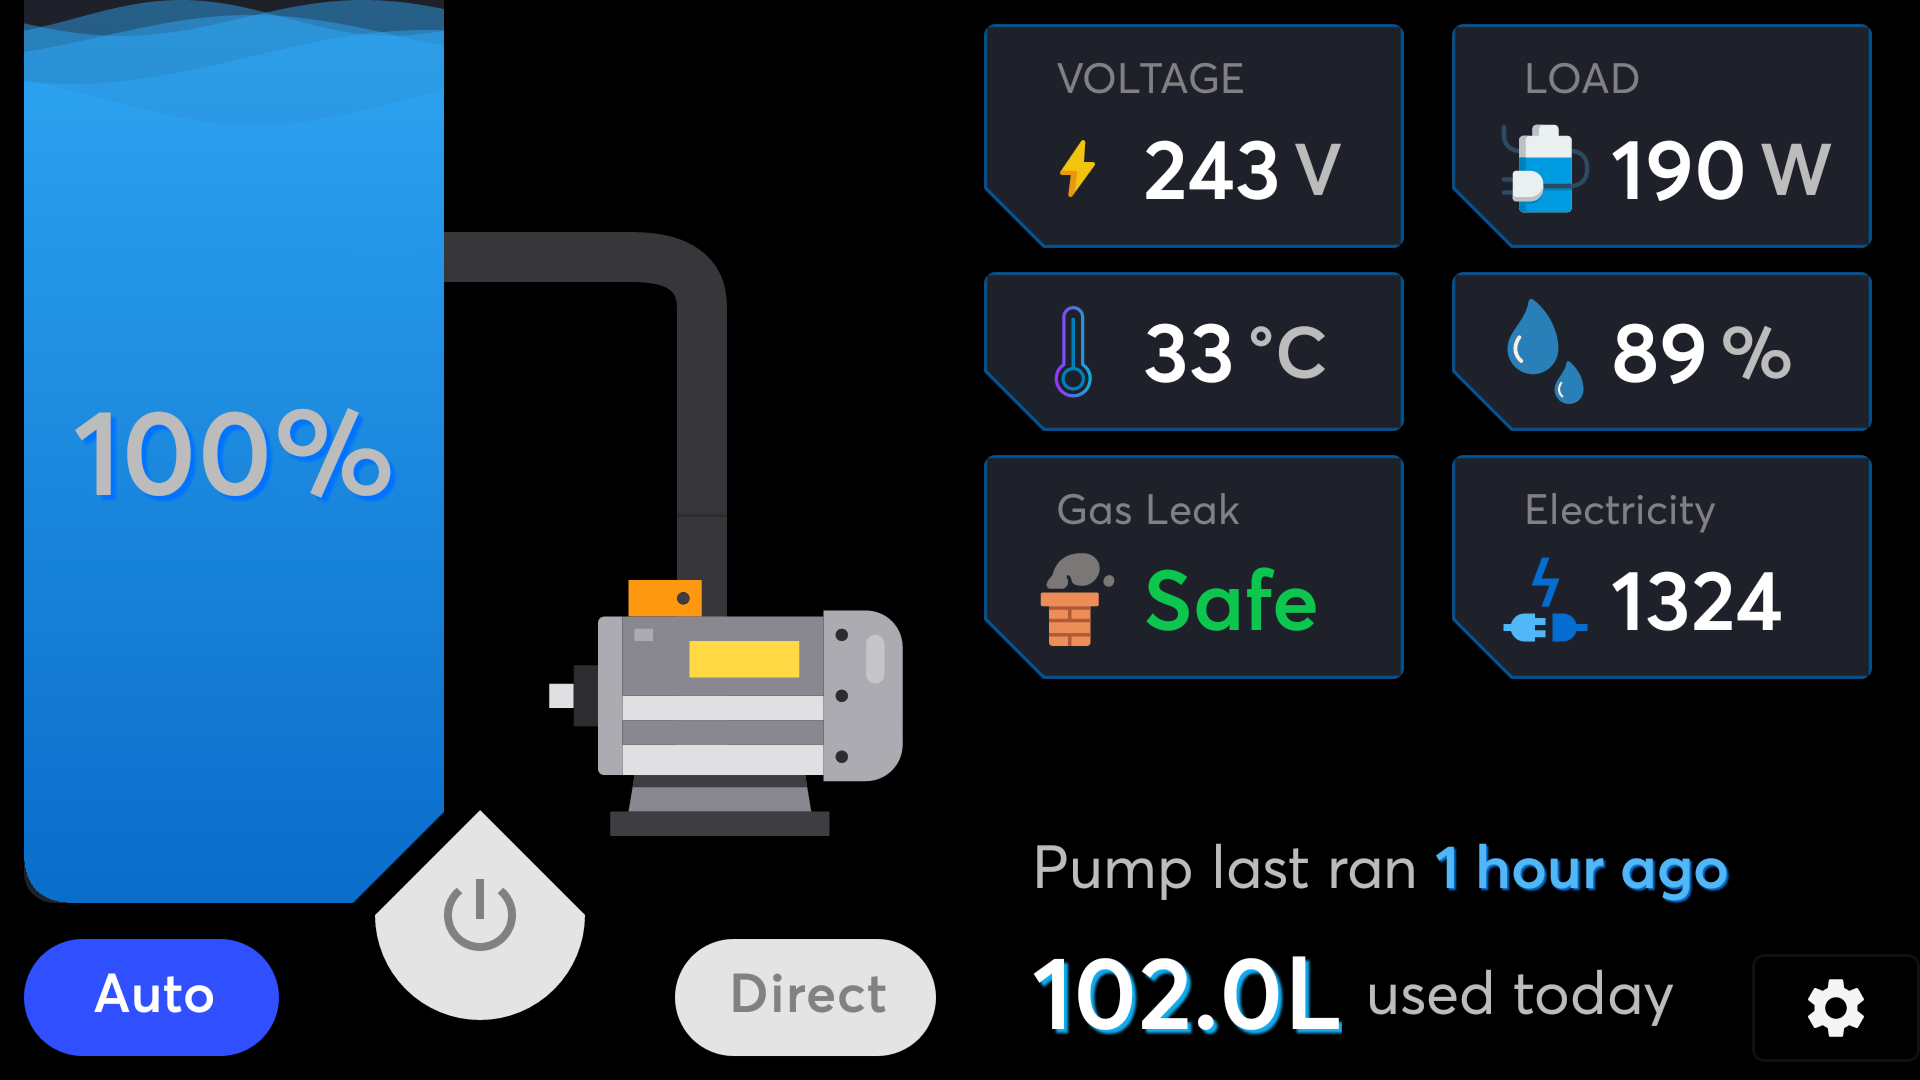 100%
VOLTAGE
243 V
LOAD
190 W
33 °C
89 %
Gas Leak
Safe
Electricity
1324
Pump last ran 1 hour ago
102.0L used today
Auto
Direct